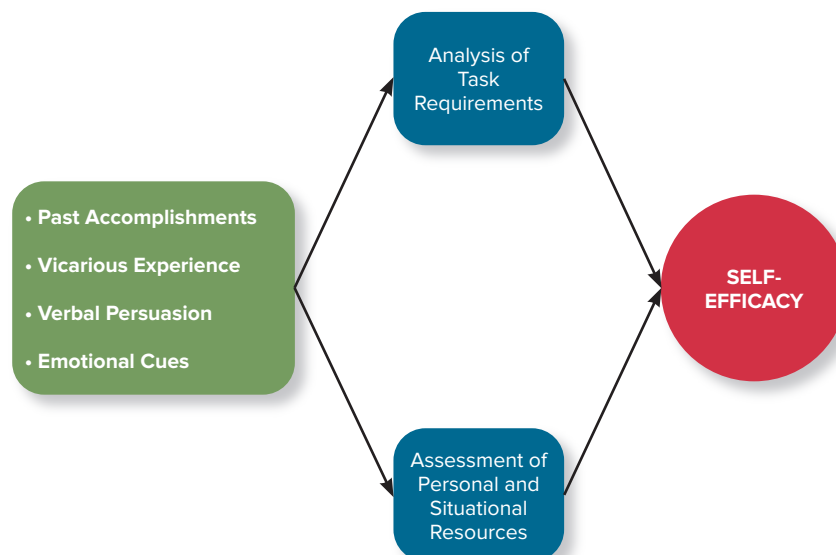 Analysis of
Task
Requirements
• Past Accomplishments
• Vicarious Experience
• Verbal Persuasion
• Emotional Cues
SELF-
EFFICACY
Assessment of
Personal and
Situational
Resources